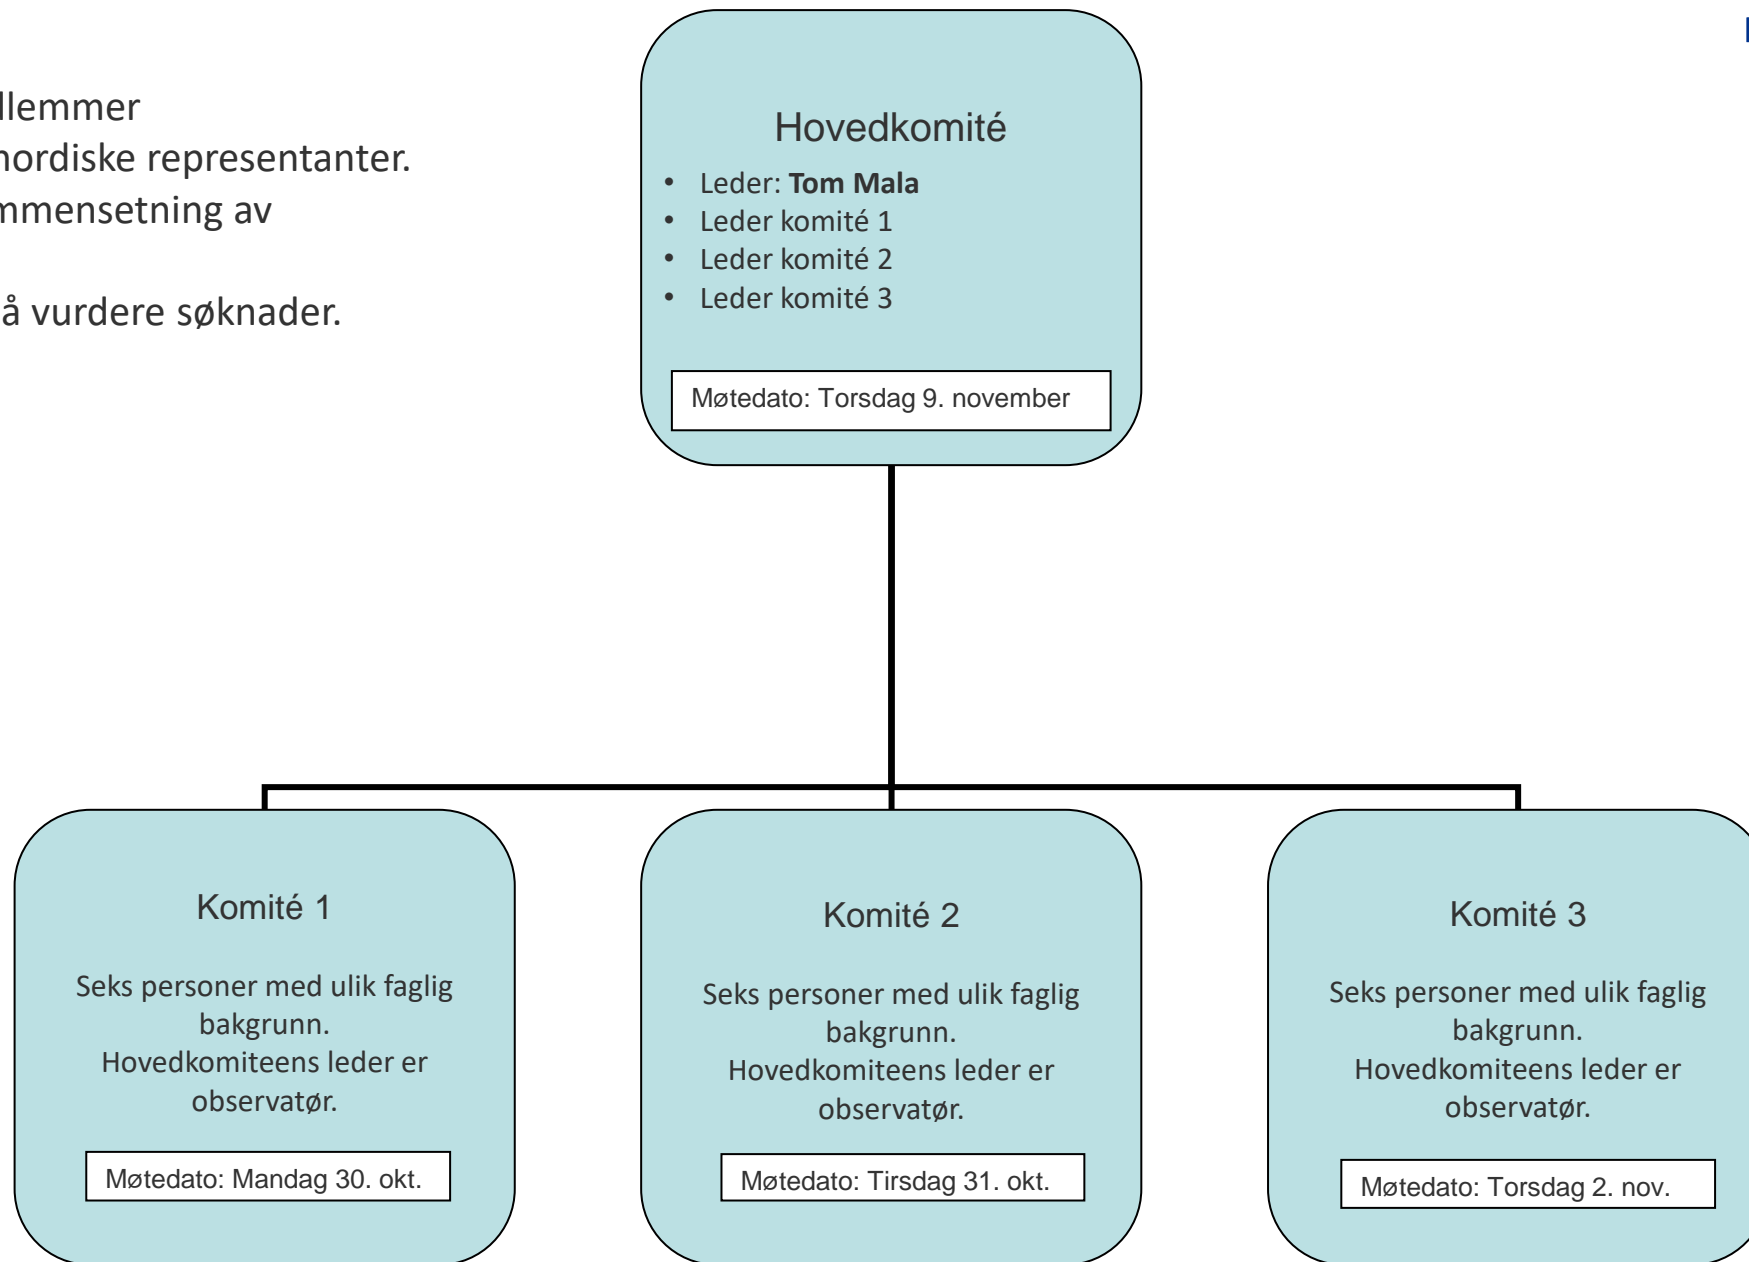 nordiske representanter.
av
å vurdere søknader.
Hovedkomité
• Leder: Tom Mala
• Leder komité 1
• Leder komité 2
• Leder komité 3
Møtedato: Torsdag 9. november
Komité 1
Seks personer med ulik faglig
bakgrunn.
Hovedkomiteens leder er
observatør.
Møtedato: Mandag 30. okt.
Komité 2
Seks personer med ulik faglig
bakgrunn.
Hovedkomiteens leder er
observatør.
Møtedato: Tirsdag 31. okt.
Komité 3
Seks personer med ulik faglig
bakgrunn.
Hovedkomiteens leder er
observatør.
Møtedato: Torsdag 2. nov.